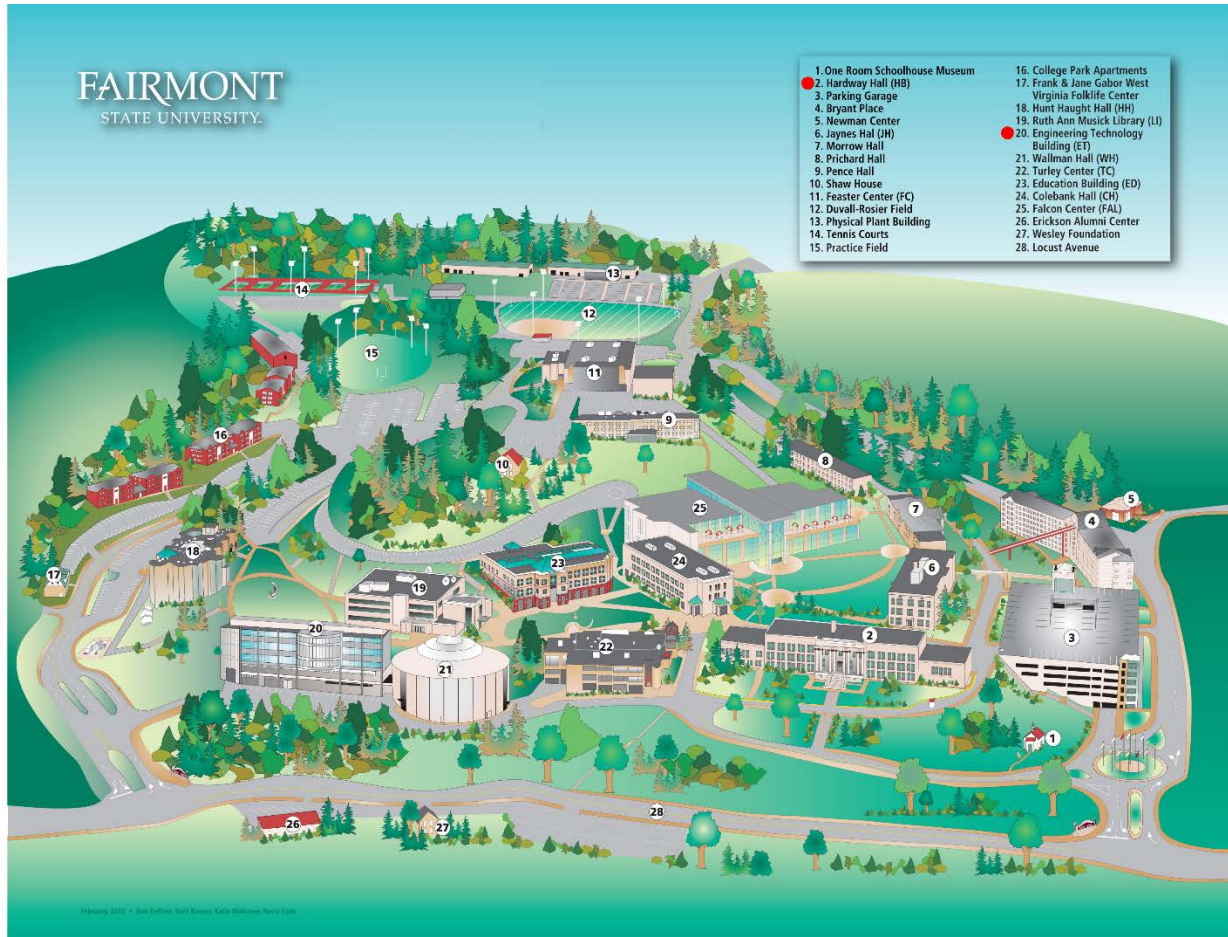 FAIRMONT
STATE UNIVERSITY.
1. One Room Schoolhouse Museum
2. Hardway Hall (HB)
3. Parking Garage
4. Bryant Place
5. Newman Center
6. Jaynes Hal (JH)
7. Morrow Hall
8. Prichard Hall
9. Pence Hall
10. Shaw House
11. Feaster Center (FC)
12. Duvall-Rosier Field
13. Physical Plant Building
14. Tennis Courts
15. Practice Field
16. College Park Apartments
17. Frank & Jane Gabor West
Virginia Folklife Center
18. Hunt Haught Hall (HH)
19. Ruth Ann Musick Library (LI)
20. Engineering Technology
Building (ET)
21. Wallman Hall (WH)
22. Turley Center (TC)
23. Education Building (ED)
24. Colebank Hall (CH)
25. Falcon Center (FAL)
26. Erickson Alumni Center
27. Wesley Foundation
28. Locust Avenue
13
14
12
15
11
9
16
10
8
25
5
7
4
18
23
24
6
17
19
20
2
3
22
21
1
28
26
27
February, 2010 • Bob Heffner,